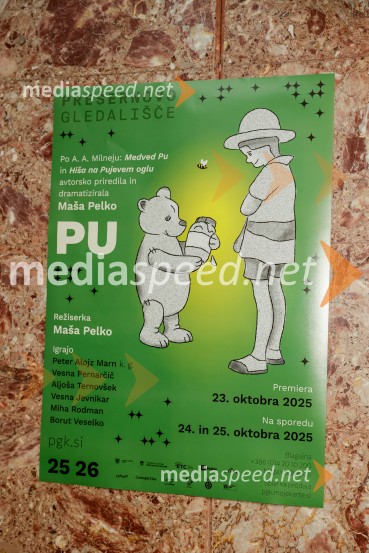 mediaspeed.net
PREŠERNOVO
GLEDALIŠČE
Po A. A. Milneju: Medved Pu
in Hiša na Pujevem oglu
avtorsko priredila in
dramatizirala
Maša Pelko
PU
mediaspeed.net
Režiserka
Maša Pelko
Igrajo
Peter Alojz Marn k. g.
Vesna Pernarčič
Aljoša Ternovšek
Vesna Jevnikar
Miha Rodman
Borut Veselko
Premiera
23. oktobra 2025
Na sporedu
24. in 25. oktobra 2025
pgk.si
25 26
Blagajna
mediaspeed.net